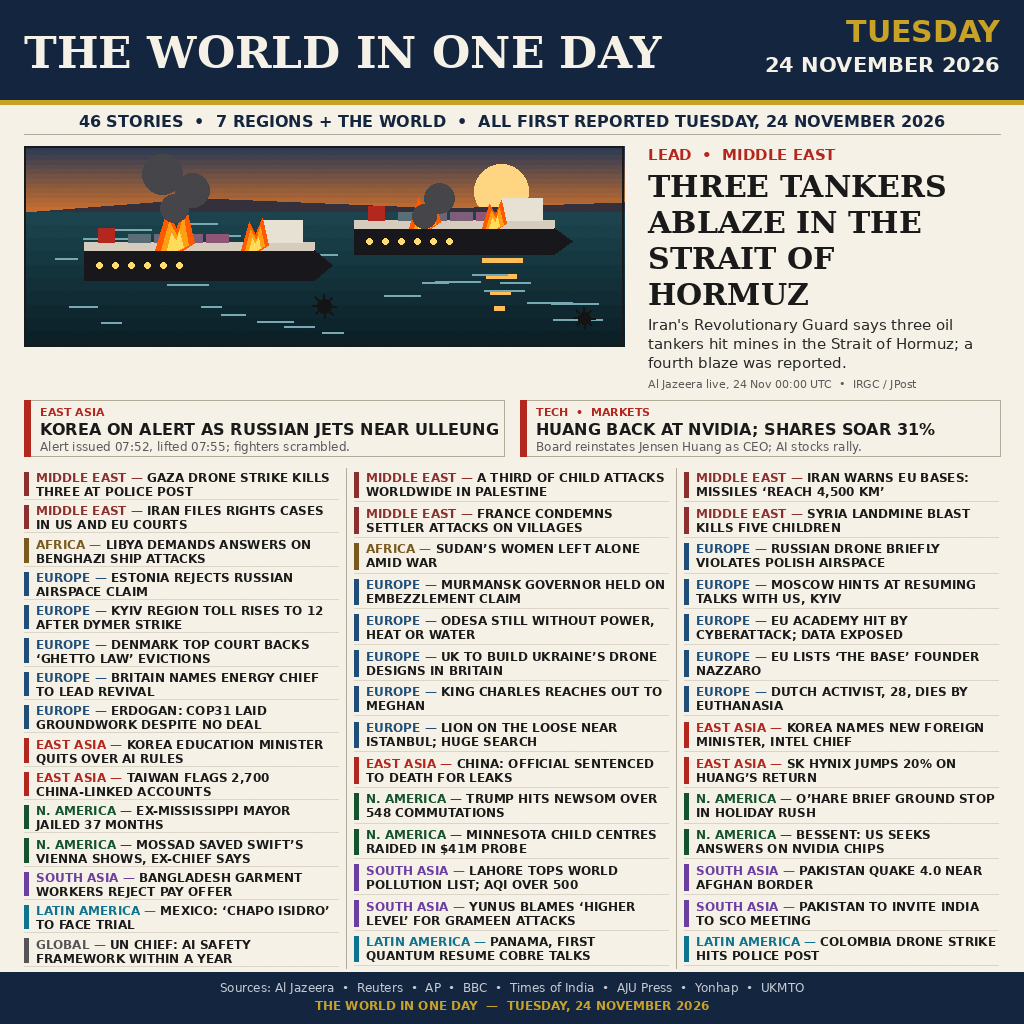 THE WORLD IN ONE DAY
TUESDAY
24 NOVEMBER 2026
46 STORIES • 7 REGIONS + THE WORLD • ALL FIRST REPORTED TUESDAY, 24 NOVEMBER 2026
LEAD • MIDDLE EAST
THREE TANKERS
ABLAZE IN THE
STRAIT OF
HORMUZ
Iran's Revolutionary Guard says three oil
tankers hit mines in the Strait of Hormuz; a
fourth blaze was reported.
Al Jazeera live, 24 Nov 00:00 UTC • IRGC / JPost
EAST ASIA
KOREA ON ALERT AS RUSSIAN JETS NEAR ULLEUNG
Alert issued 07:52, lifted 07:55; fighters scrambled.
TECH • MARKETS
HUANG BACK AT NVIDIA; SHARES SOAR 31%
Board reinstates Jensen Huang as CEO; AI stocks rally.
MIDDLE EAST — GAZA DRONE STRIKE KILLS
THREE AT POLICE POST
MIDDLE EAST — IRAN FILES RIGHTS CASES
IN US AND EU COURTS
AFRICA — LIBYA DEMANDS ANSWERS ON
BENGHAZI SHIP ATTACKS
EUROPE — ESTONIA REJECTS RUSSIAN
AIRSPACE CLAIM
EUROPE — KYIV REGION TOLL RISES TO 12
AFTER DYMER STRIKE
EUROPE — DENMARK TOP COURT BACKS
‘GHETTO LAW’ EVICTIONS
EUROPE — BRITAIN NAMES ENERGY CHIEF
TO LEAD REVIVAL
EUROPE — ERDOGAN: COP31 LAID
GROUNDWORK DESPITE NO DEAL
EAST ASIA — KOREA EDUCATION MINISTER
QUITS OVER AI RULES
EAST ASIA — TAIWAN FLAGS 2,700
CHINA-LINKED ACCOUNTS
N. AMERICA — EX-MISSISSIPPI MAYOR
JAILED 37 MONTHS
N. AMERICA — MOSSAD SAVED SWIFT’S
VIENNA SHOWS, EX-CHIEF SAYS
SOUTH ASIA — BANGLADESH GARMENT
WORKERS REJECT PAY OFFER
LATIN AMERICA — MEXICO: ‘CHAPO ISIDRO’
TO FACE TRIAL
GLOBAL — UN CHIEF: AI SAFETY
FRAMEWORK WITHIN A YEAR
MIDDLE EAST — A THIRD OF CHILD ATTACKS
WORLDWIDE IN PALESTINE
MIDDLE EAST — FRANCE CONDEMNS
SETTLER ATTACKS ON VILLAGES
AFRICA — SUDAN’S WOMEN LEFT ALONE
AMID WAR
EUROPE — MURMANSK GOVERNOR HELD ON
EMBEZZLEMENT CLAIM
EUROPE — ODESA STILL WITHOUT POWER,
HEAT OR WATER
EUROPE — UK TO BUILD UKRAINE’S DRONE
DESIGNS IN BRITAIN
EUROPE — KING CHARLES REACHES OUT TO
MEGHAN
EUROPE — LION ON THE LOOSE NEAR
ISTANBUL; HUGE SEARCH
EAST ASIA — CHINA: OFFICIAL SENTENCED
TO DEATH FOR LEAKS
N. AMERICA — TRUMP HITS NEWSOM OVER
548 COMMUTATIONS
N. AMERICA — MINNESOTA CHILD CENTRES
RAIDED IN $41M PROBE
SOUTH ASIA — LAHORE TOPS WORLD
POLLUTION LIST; AQI OVER 500
SOUTH ASIA — YUNUS BLAMES ‘HIGHER
LEVEL’ FOR GRAMEEN ATTACKS
LATIN AMERICA — PANAMA, FIRST
QUANTUM RESUME COBRE TALKS
MIDDLE EAST — IRAN WARNS EU BASES:
MISSILES ‘REACH 4,500 KM’
MIDDLE EAST — SYRIA LANDMINE BLAST
KILLS FIVE CHILDREN
EUROPE — RUSSIAN DRONE BRIEFLY
VIOLATES POLISH AIRSPACE
EUROPE — MOSCOW HINTS AT RESUMING
TALKS WITH US, KYIV
EUROPE — EU ACADEMY HIT BY
CYBERATTACK; DATA EXPOSED
EUROPE — EU LISTS ‘THE BASE’ FOUNDER
NAZZARO
EUROPE — DUTCH ACTIVIST, 28, DIES BY
EUTHANASIA
EAST ASIA — KOREA NAMES NEW FOREIGN
MINISTER, INTEL CHIEF
EAST ASIA — SK HYNIX JUMPS 20% ON
HUANG’S RETURN
N. AMERICA — O’HARE BRIEF GROUND STOP
IN HOLIDAY RUSH
N. AMERICA — BESSENT: US SEEKS
ANSWERS ON NVIDIA CHIPS
SOUTH ASIA — PAKISTAN QUAKE 4.0 NEAR
AFGHAN BORDER
SOUTH ASIA — PAKISTAN TO INVITE INDIA
TO SCO MEETING
LATIN AMERICA — COLOMBIA DRONE STRIKE
HITS POLICE POST
Sources: Al Jazeera • Reuters • AP • BBC • Times of India • AJU Press • Yonhap • UKMTO
THE WORLD IN ONE DAY — TUESDAY, 24 NOVEMBER 2026